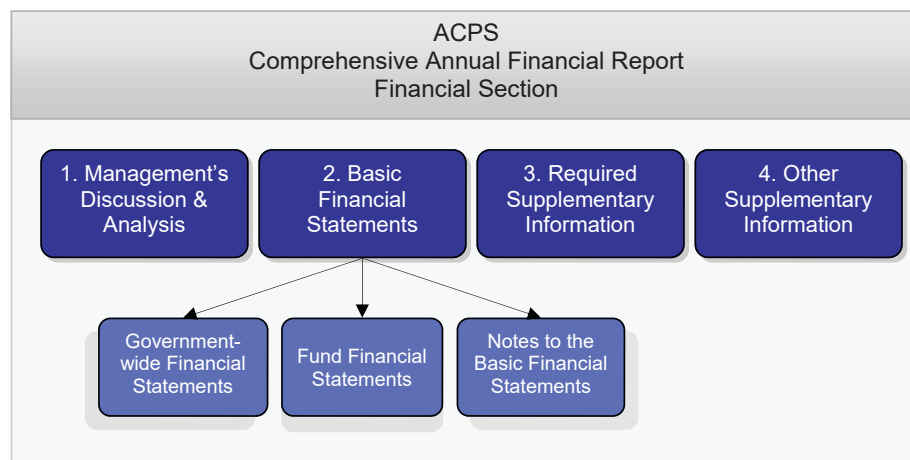 ACPS
Comprehensive Annual Financial Report
Financial Section
1. Management's
Discussion &
Analysis
2. Basic
Financial
Statements
3. Required
Supplementary
Information
4. Other
Supplementary
Information
Government-
wide Financial
Statements
Fund Financial
Statements
Notes to the
Basic Financial
Statements